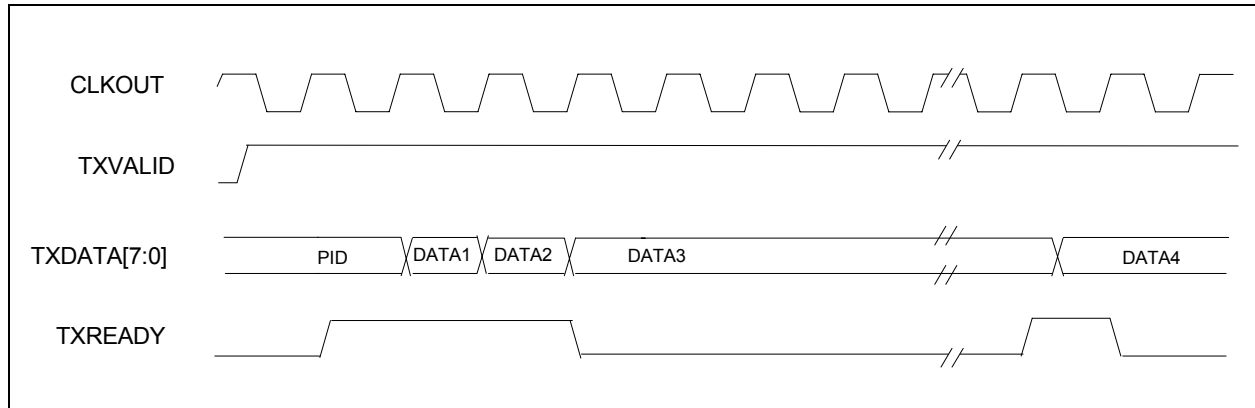 CLKOUT
TXVALID
TXDATA[7:0] PID DATA1 DATA2 DATA3 DATA4
TXREADY